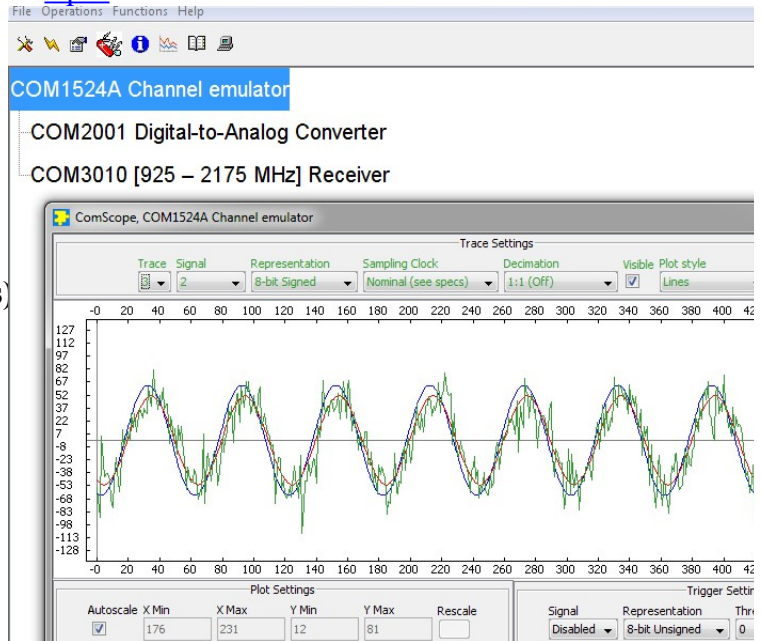 File Operations Functions Help
COM1524A Channel emulator
COM2001 Digital-to-Analog Converter
COM3010 [925 – 2175 MHz] Receiver
ComScope, COM1524A Channel emulator
Trace Settings
Trace Signal Representation Sampling Clock Decimation Visible Plot style
3 2 8-bit Signed Nominal (see specs) 1:1 (Off) Lines
-0 20 40 60 80 100 120 140 160 180 200 220 240 260 280 300 320 340 360 380 400
127
112
97
82
67
52
37
22
7
-8
-23
-38
-53
-68
-83
-98
-113
-128
-0 20 40 60 80 100 120 140 160 180 200 220 240 260 280 300 320 340 360 380 400
Plot Settings
Autoscale X Min X Max Y Min Y Max Rescale
176 231 12 81
Trigger
Signal Representation
Disabled 8-bit Unsigned 0